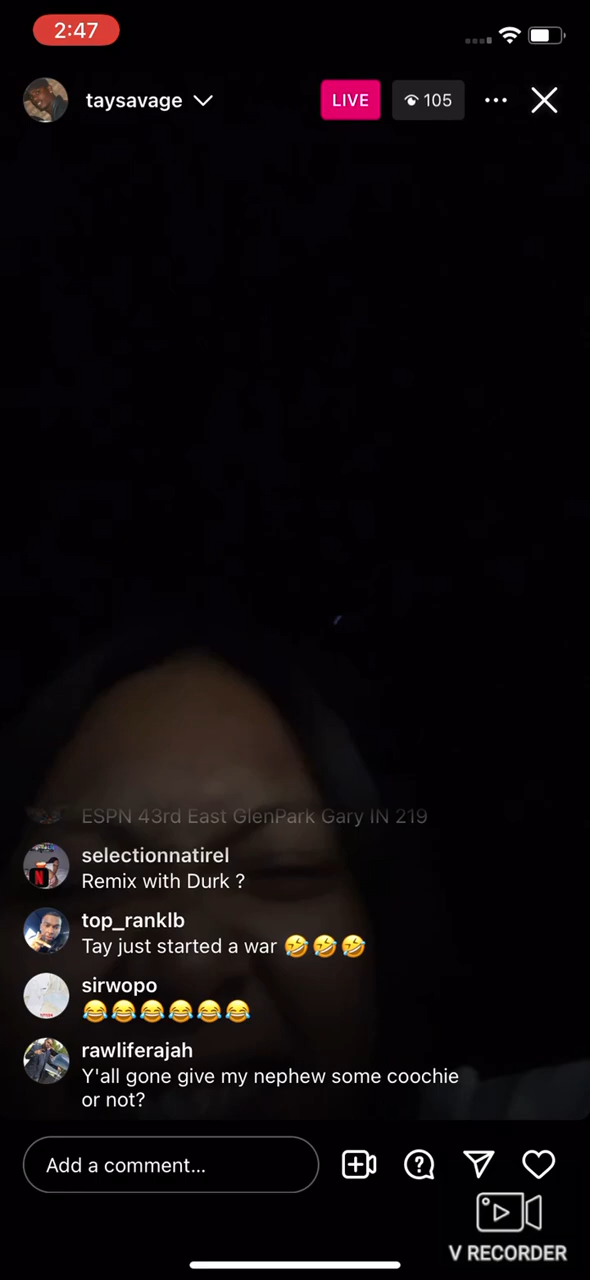 2:47
taysavage
LIVE
105
ESPN 43rd East GlenPark Gary IN 219
selectionnatirel
Remix with Durk ?
top_ranklb
Tay just started a war 🤣🤣🤣
sirwopo
😂😂😂😂😂😂
rawliferajah
Y'all gone give my nephew some coochie
or not?
Add a comment...
V RECORDER